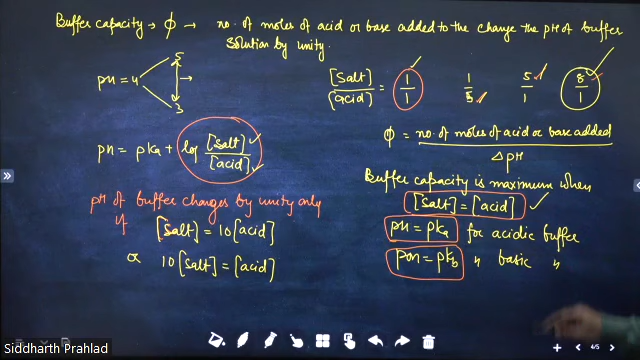 Buffer capacity → ϕ → no. of moles of acid or base added to the change the pH of buffer
solution by unity.
pH = 4
5
3
[Salt]/[acid] = 1/1 1/5 5/1 8/1
pH = pKa + log [Salt]/[acid]
ϕ = no. of moles of acid or base added / ΔpH
pH of buffer changes by unity only
if
[Salt] = 10[acid]
or 10[Salt] = [acid]
Buffer capacity is maximum when
[Salt] = [acid]
pH = pKa for acidic buffer
pOH = pKb " basic "
4/5
Siddharth Prahlad